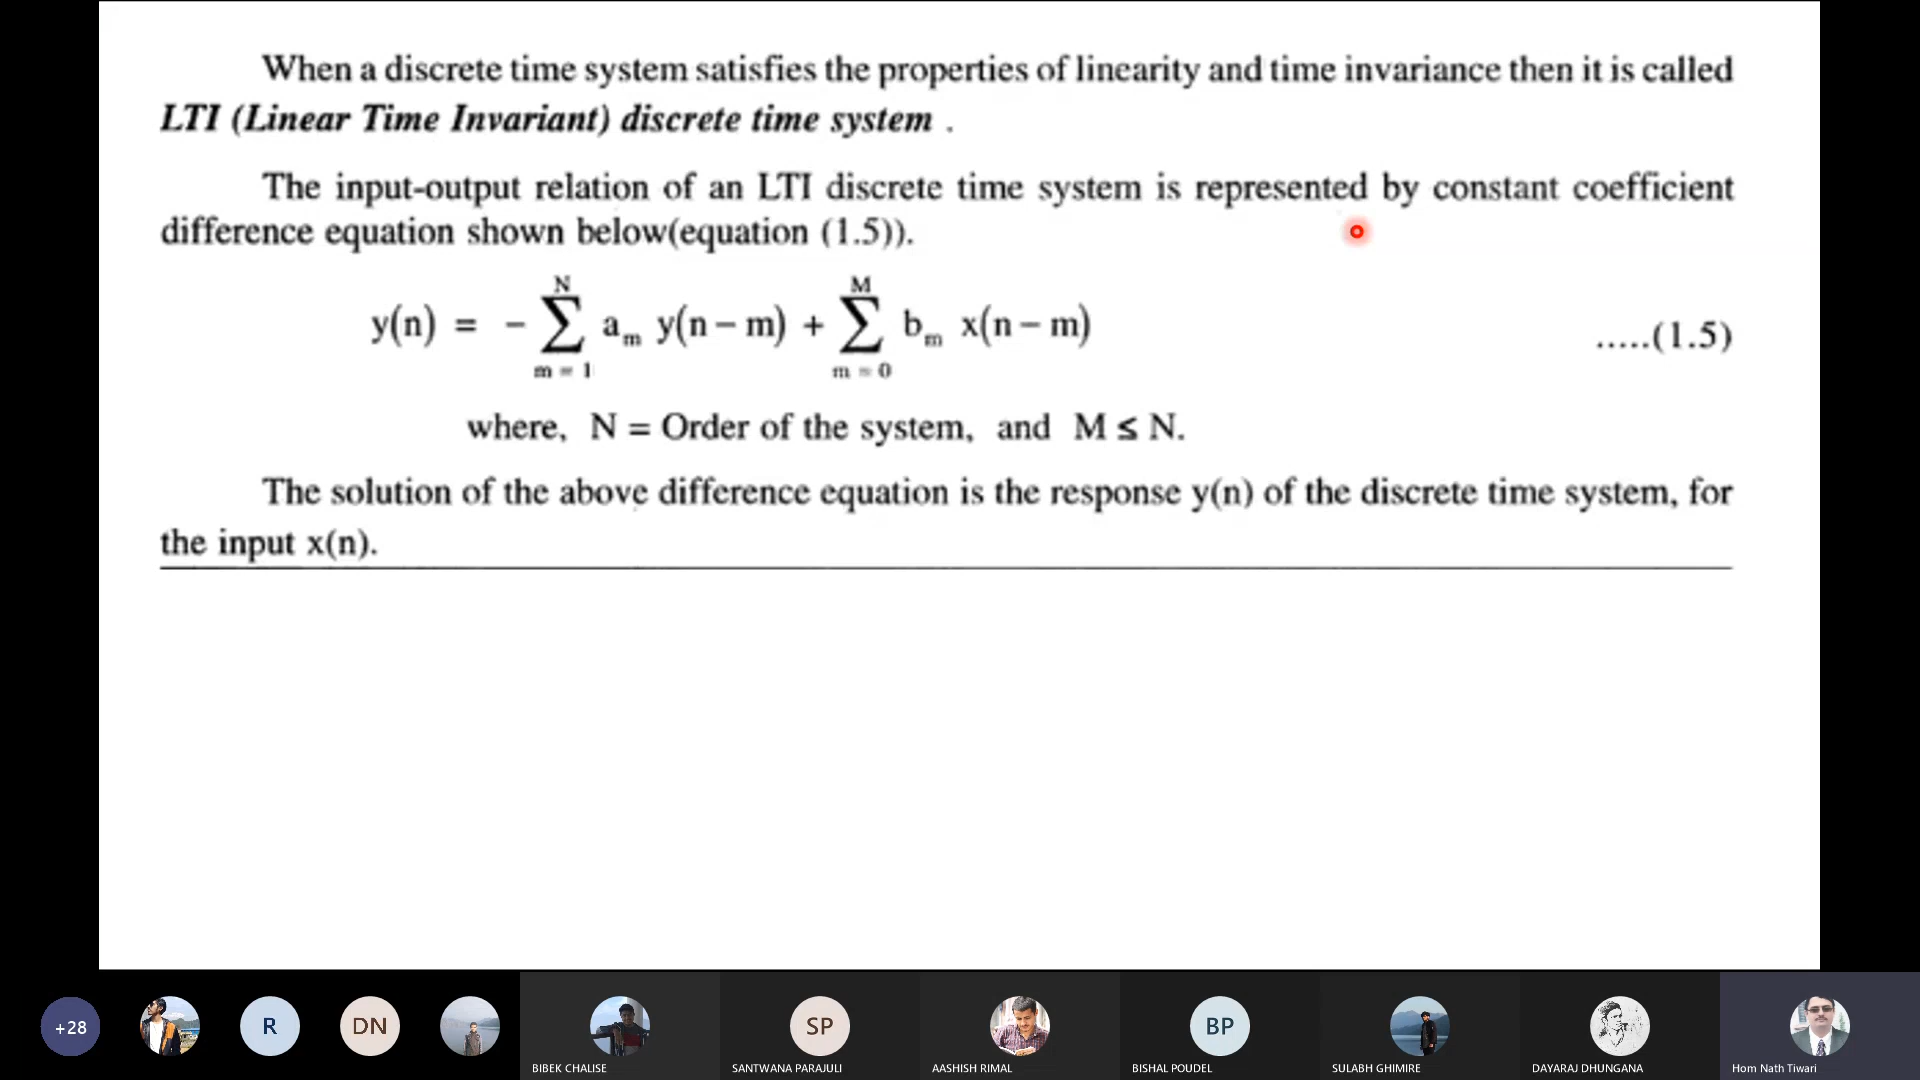 When a discrete time system satisfies the properties of linearity and time invariance then it is called
LTI (Linear Time Invariant) discrete time system .
The input-output relation of an LTI discrete time system is represented by constant coefficient
difference equation shown below(equation (1.5)).
y(n) = - \sum_{m=1}^{N} a_m y(n-m) + \sum_{m=0}^{M} b_m x(n-m) .....(1.5)
where, N = Order of the system, and M ≤ N.
The solution of the above difference equation is the response y(n) of the discrete time system, for
the input x(n).
+28
R
DN
SP
BP
BIBEK CHALISE
SANTWANA PARAJULI
AASHISH RIMAL
BISHAL POUDEL
SULABH GHIMIRE
DAYARAJ DHUNGANA
Hom Nath Tiwari